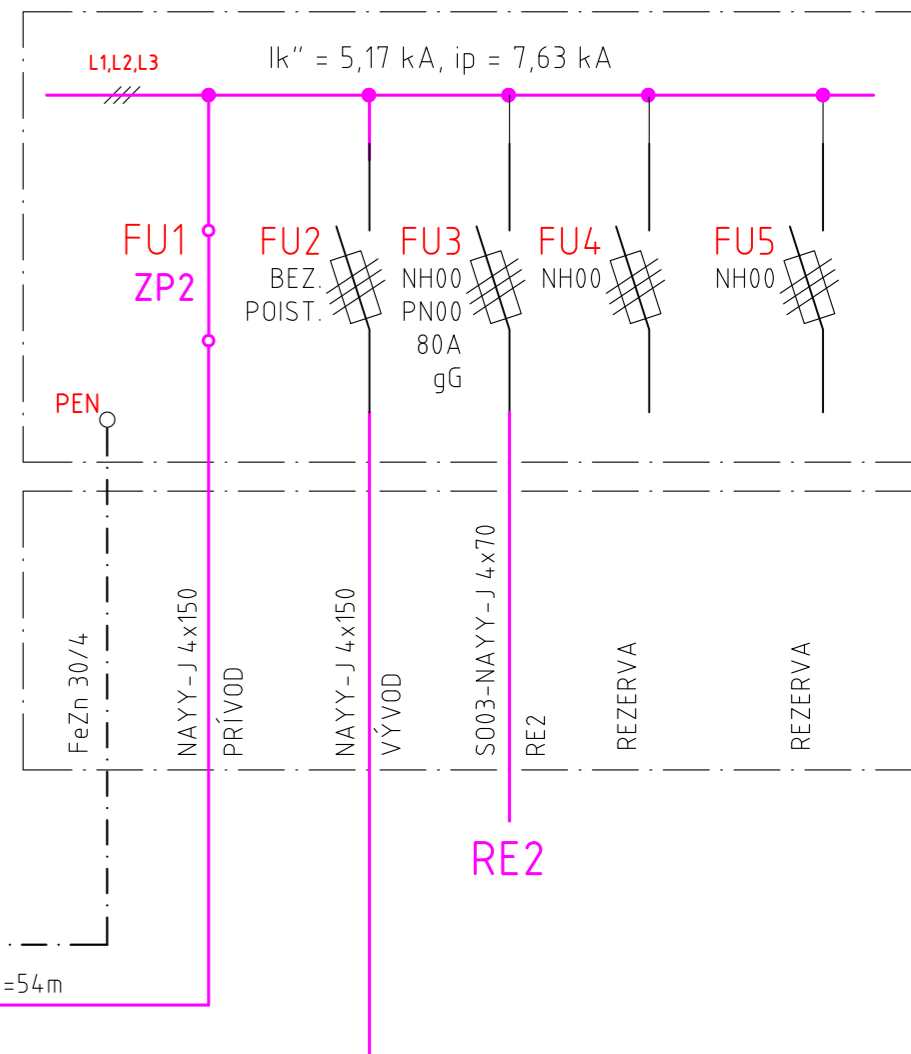 L1,L2,L3
Ik" = 5,17 kA, ip = 7,63 kA
FU1
ZP2
FU2
BEZ.
POIST.
FU3
NH00
PN00
80A
gG
FU4
NH00
FU5
NH00
PEN
FeZn 30/4
NAYY-J 4x150
PRÍVOD
NAYY-J 4x150
VÝVOD
S003-NAYY-J 4x70
RE2
REZERVA
REZERVA
RE2
=54m